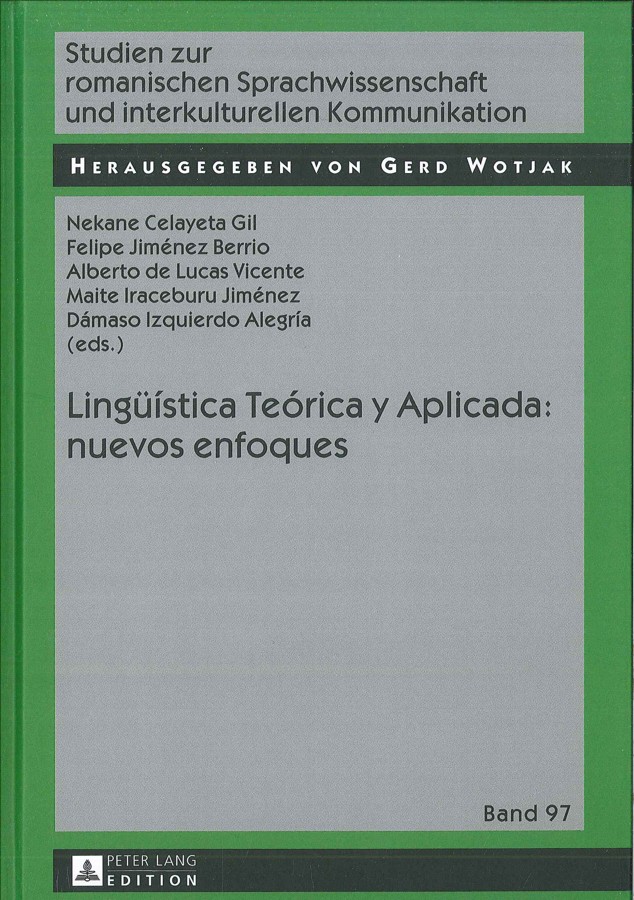 Studien zur
romanischen Sprachwissenschaft
und interkulturellen Kommunikation
HERAUSGEGEBEN VON GERD WOTJAK
Nekane Celayeta Gil
Felipe Jiménez Berrio
Alberto de Lucas Vicente
Maite Iraceburu Jiménez
Dámaso Izquierdo Alegría
(eds.)
Lingüística Teórica y Aplicada:
nuevos enfoques
Band 97
PETER LANG
EDITION